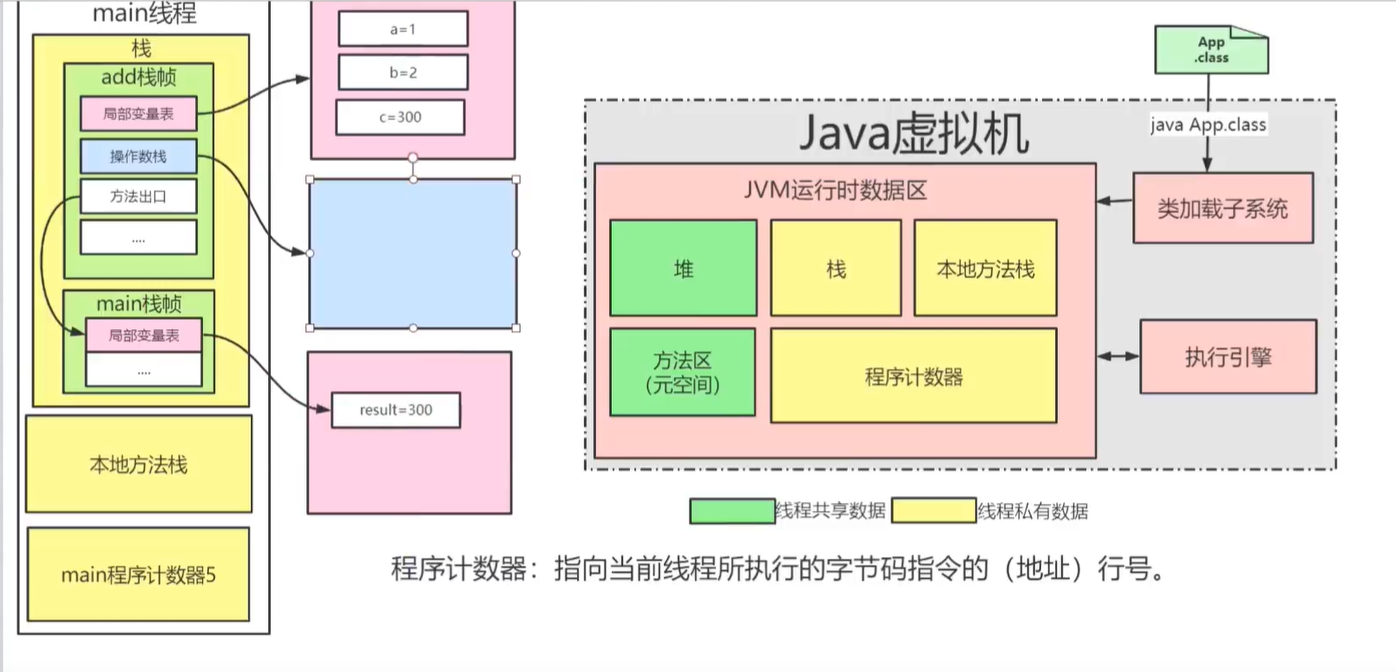 main线程
栈
add栈帧
局部变量表
操作数栈
方法出口
....
main栈帧
局部变量表
....
本地方法栈
main程序计数器5
a=1
b=2
c=300
result=300
App
.class
java App.class
Java虚拟机
JVM运行时数据区
堆
栈
本地方法栈
方法区
(元空间)
程序计数器
类加载子系统
执行引擎
线程共享数据
线程私有数据
程序计数器：指向当前线程所执行的字节码指令的（地址）行号。